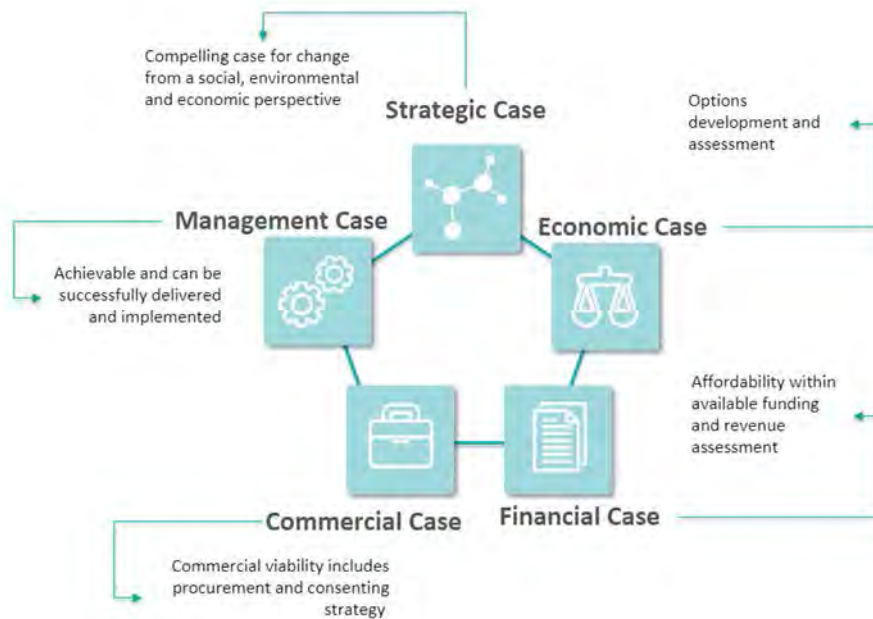 Compelling case for change
from a social, environmental
and economic perspective
Strategic Case
Options
development and
assessment
Management Case
Economic Case
Achievable and can be
successfully delivered
and implemented
Affordability within
available funding
and revenue
assessment
Commercial Case
Financial Case
Commercial viability includes
procurement and consenting
strategy